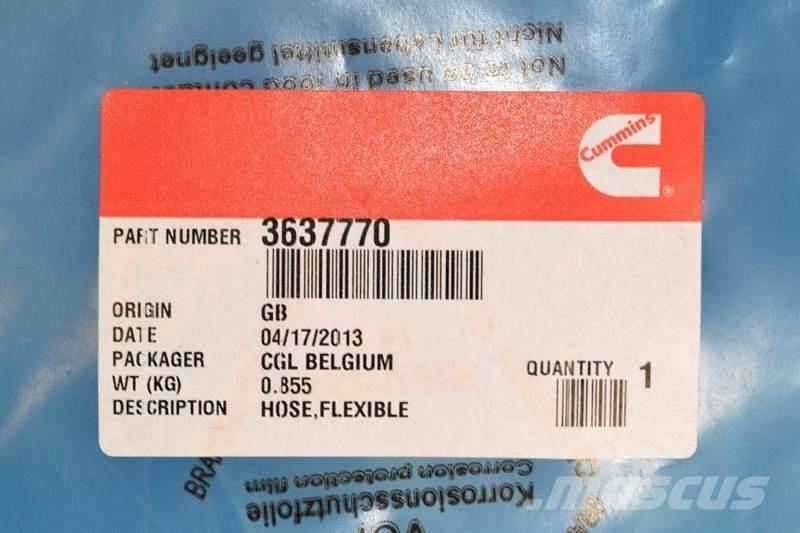 Nicht für Lebensmittel geeignet
Not to be used in food contact
Cummins
®
PART NUMBER 3637770
ORIGIN GB
DATE 04/17/2013
PACKAGER CGL BELGIUM
WT (KG) 0.855
DESCRIPTION HOSE,FLEXIBLE
QUANTITY 1
Corrosion protection film
Korrosionsschutzfolie
mascus